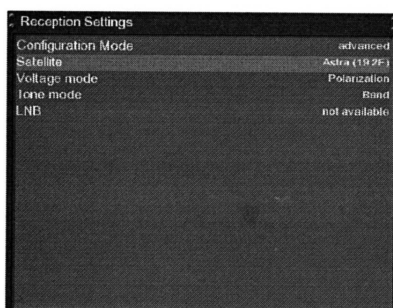 Reception Settings
Configuration Mode advanced
Satellite Astra (19.2E)
Voltage mode Polarization
Tone mode Band
LNB not available